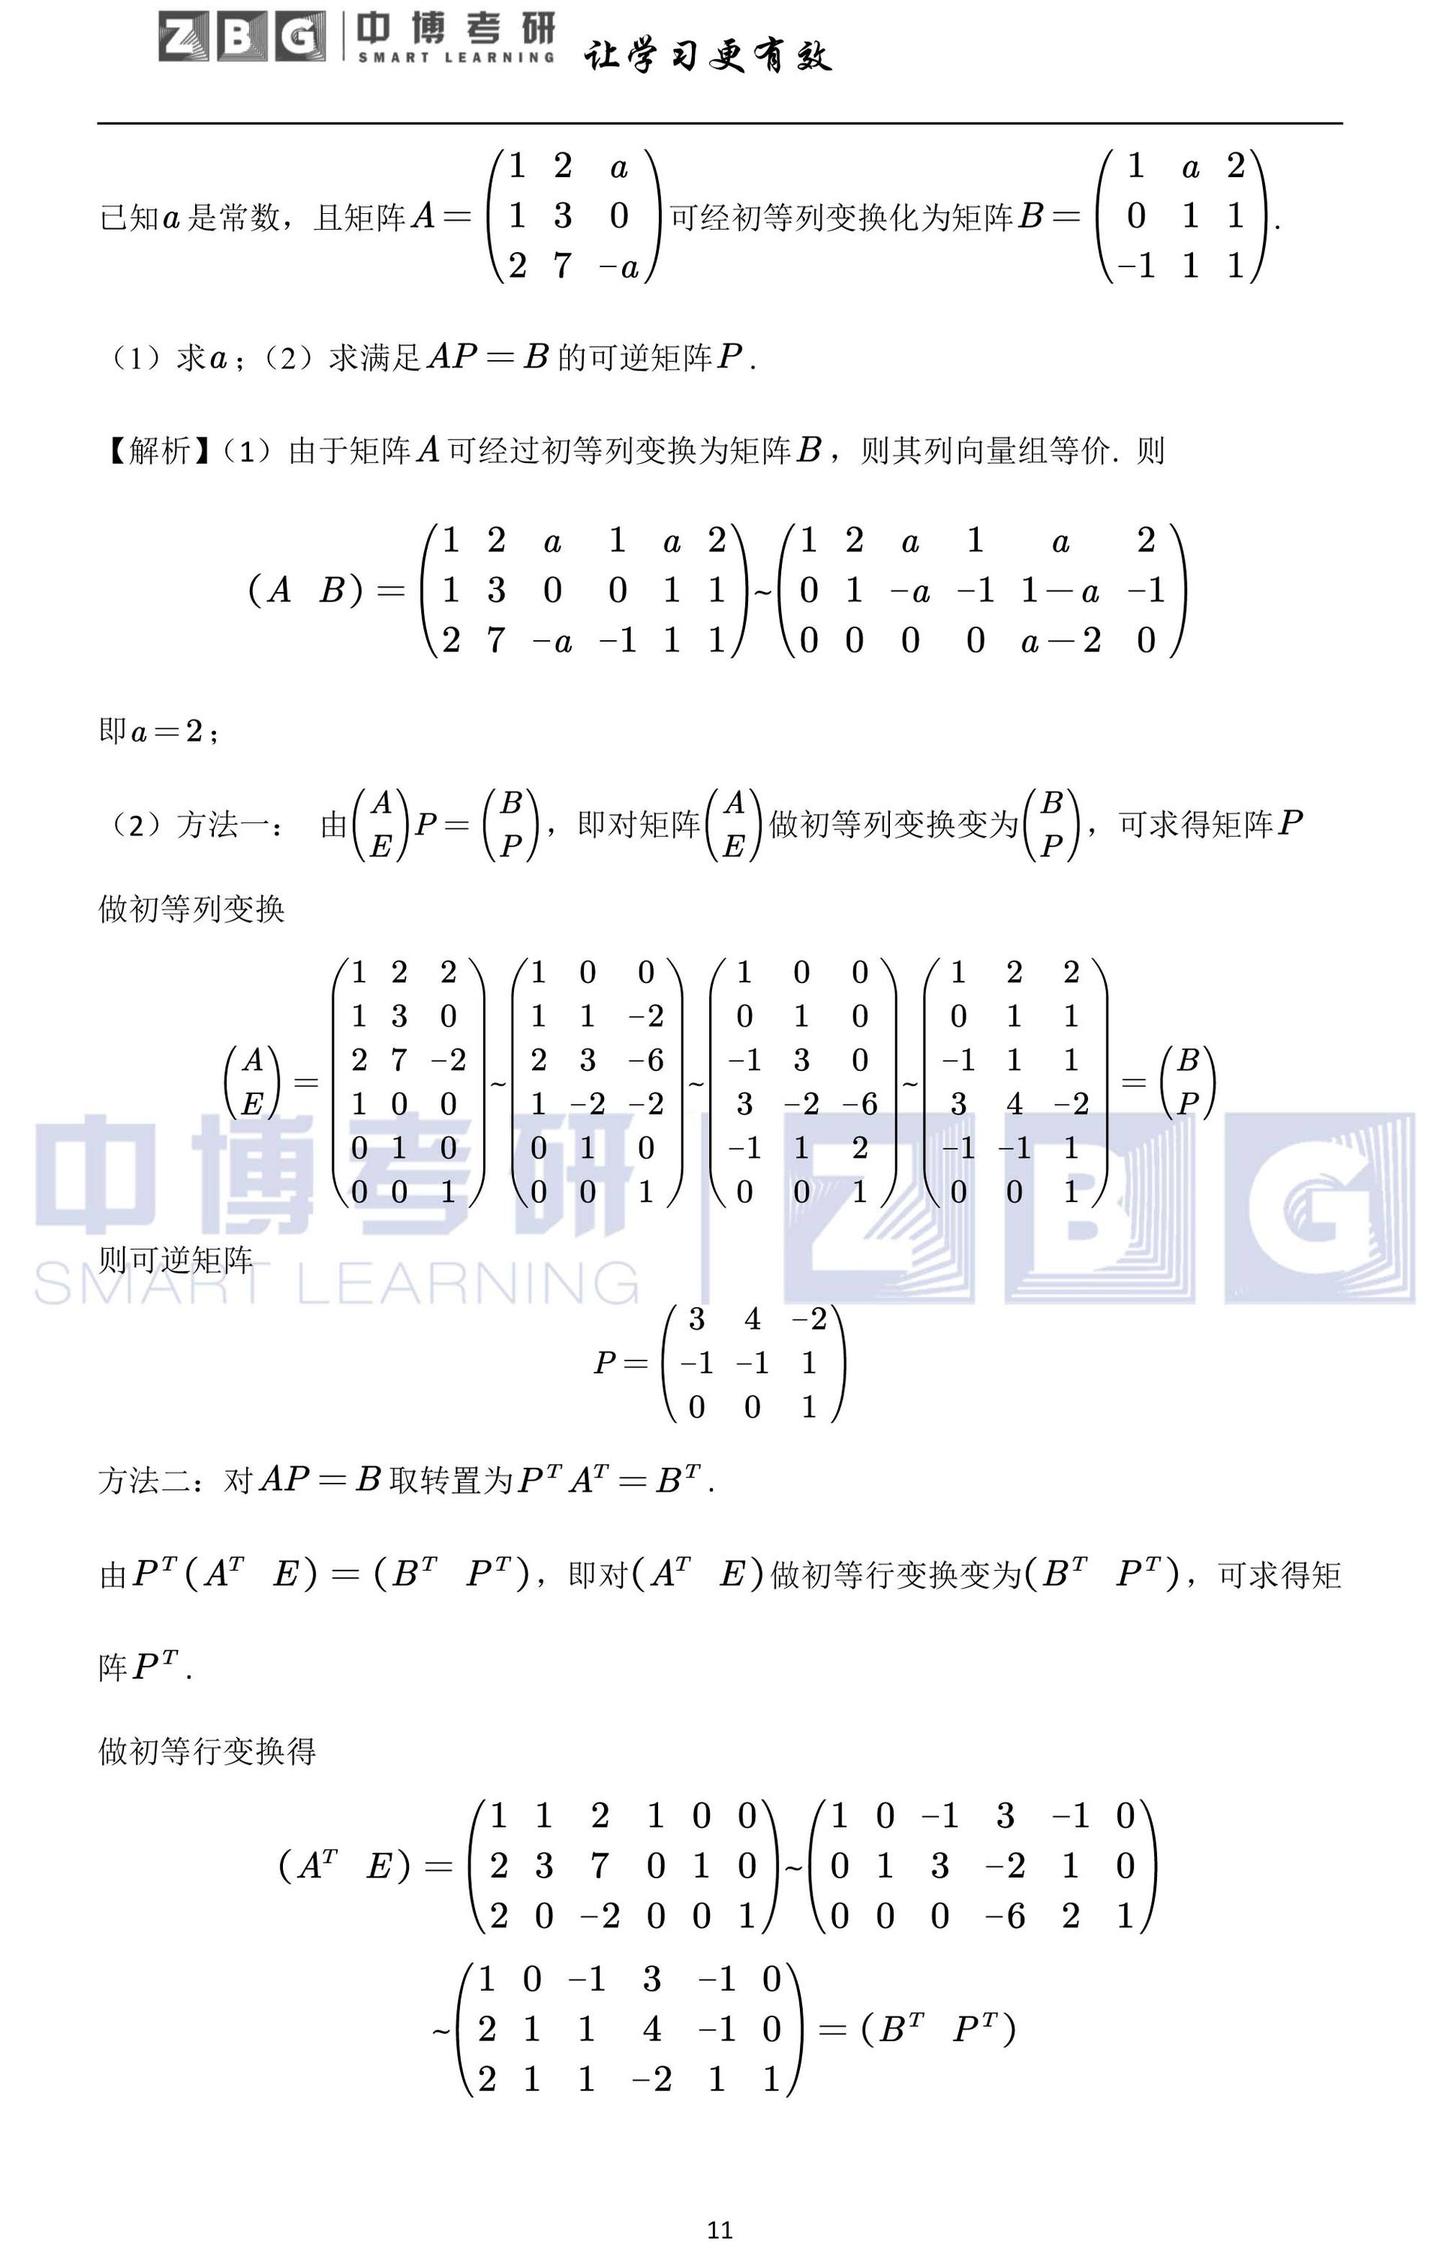 ZBG 中博考研 SMART LEARNING 让学习更有效
已知a是常数，且矩阵A=\begin{pmatrix}1&2&a\\1&3&0\\2&7&-a\end{pmatrix}可经初等列变换化为矩阵B=\begin{pmatrix}1&a&2\\0&1&1\\-1&1&1\end{pmatrix}.
（1）求a；（2）求满足AP=B的可逆矩阵P.
【解析】（1）由于矩阵A可经过初等列变换为矩阵B，则其列向量组等价. 则
(A B)=\begin{pmatrix}1&2&a&1&a&2\\1&3&0&0&1&1\\2&7&-a&-1&1&1\end{pmatrix}~\begin{pmatrix}1&2&a&1&a&2\\0&1&-a&-1&1-a&-1\\0&0&0&0&a-2&0\end{pmatrix}
即a=2；
（2）方法一： 由\begin{pmatrix}A\\E\end{pmatrix}P=\begin{pmatrix}B\\P\end{pmatrix}，即对矩阵\begin{pmatrix}A\\E\end{pmatrix}做初等列变换变为\begin{pmatrix}B\\P\end{pmatrix}，可求得矩阵P
做初等列变换
\begin{pmatrix}A\\E\end{pmatrix}=\begin{pmatrix}1&2&2\\1&3&0\\2&7&-2\\1&0&0\\0&1&0\\0&0&1\end{pmatrix}~\begin{pmatrix}1&0&0\\1&1&-2\\2&3&-6\\1&-2&-2\\0&1&0\\0&0&1\end{pmatrix}~\begin{pmatrix}1&0&0\\0&1&0\\-1&3&0\\3&-2&-6\\-1&1&2\\0&0&1\end{pmatrix}~\begin{pmatrix}1&2&2\\0&1&1\\-1&1&1\\3&4&-2\\-1&-1&1\\0&0&1\end{pmatrix}=\begin{pmatrix}B\\P\end{pmatrix}
中博考研 ZBG
则可逆矩阵
SMART LEARNING
P=\begin{pmatrix}3&4&-2\\-1&-1&1\\0&0&1\end{pmatrix}
方法二：对AP=B取转置为P^T A^T=B^T.
由P^T(A^T E)=(B^T P^T)，即对(A^T E)做初等行变换变为(B^T P^T)，可求得矩
阵P^T.
做初等行变换得
(A^T E)=\begin{pmatrix}1&1&2&1&0&0\\2&3&7&0&1&0\\2&0&-2&0&0&1\end{pmatrix}~\begin{pmatrix}1&0&-1&3&-1&0\\0&1&3&-2&1&0\\0&0&0&-6&2&1\end{pmatrix}
~\begin{pmatrix}1&0&-1&3&-1&0\\2&1&1&4&-1&0\\2&1&1&-2&1&1\end{pmatrix}=(B^T P^T)
11